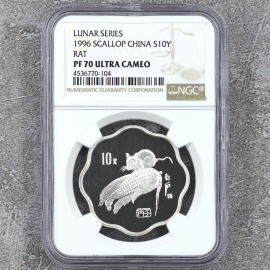 LUNAR SERIES
1996 SCALLOP CHINA S10Y
RAT
PF 70 ULTRA CAMEO
4536770-104
NUMISMATIC GUARANTY CORPORATION
NGC
10元